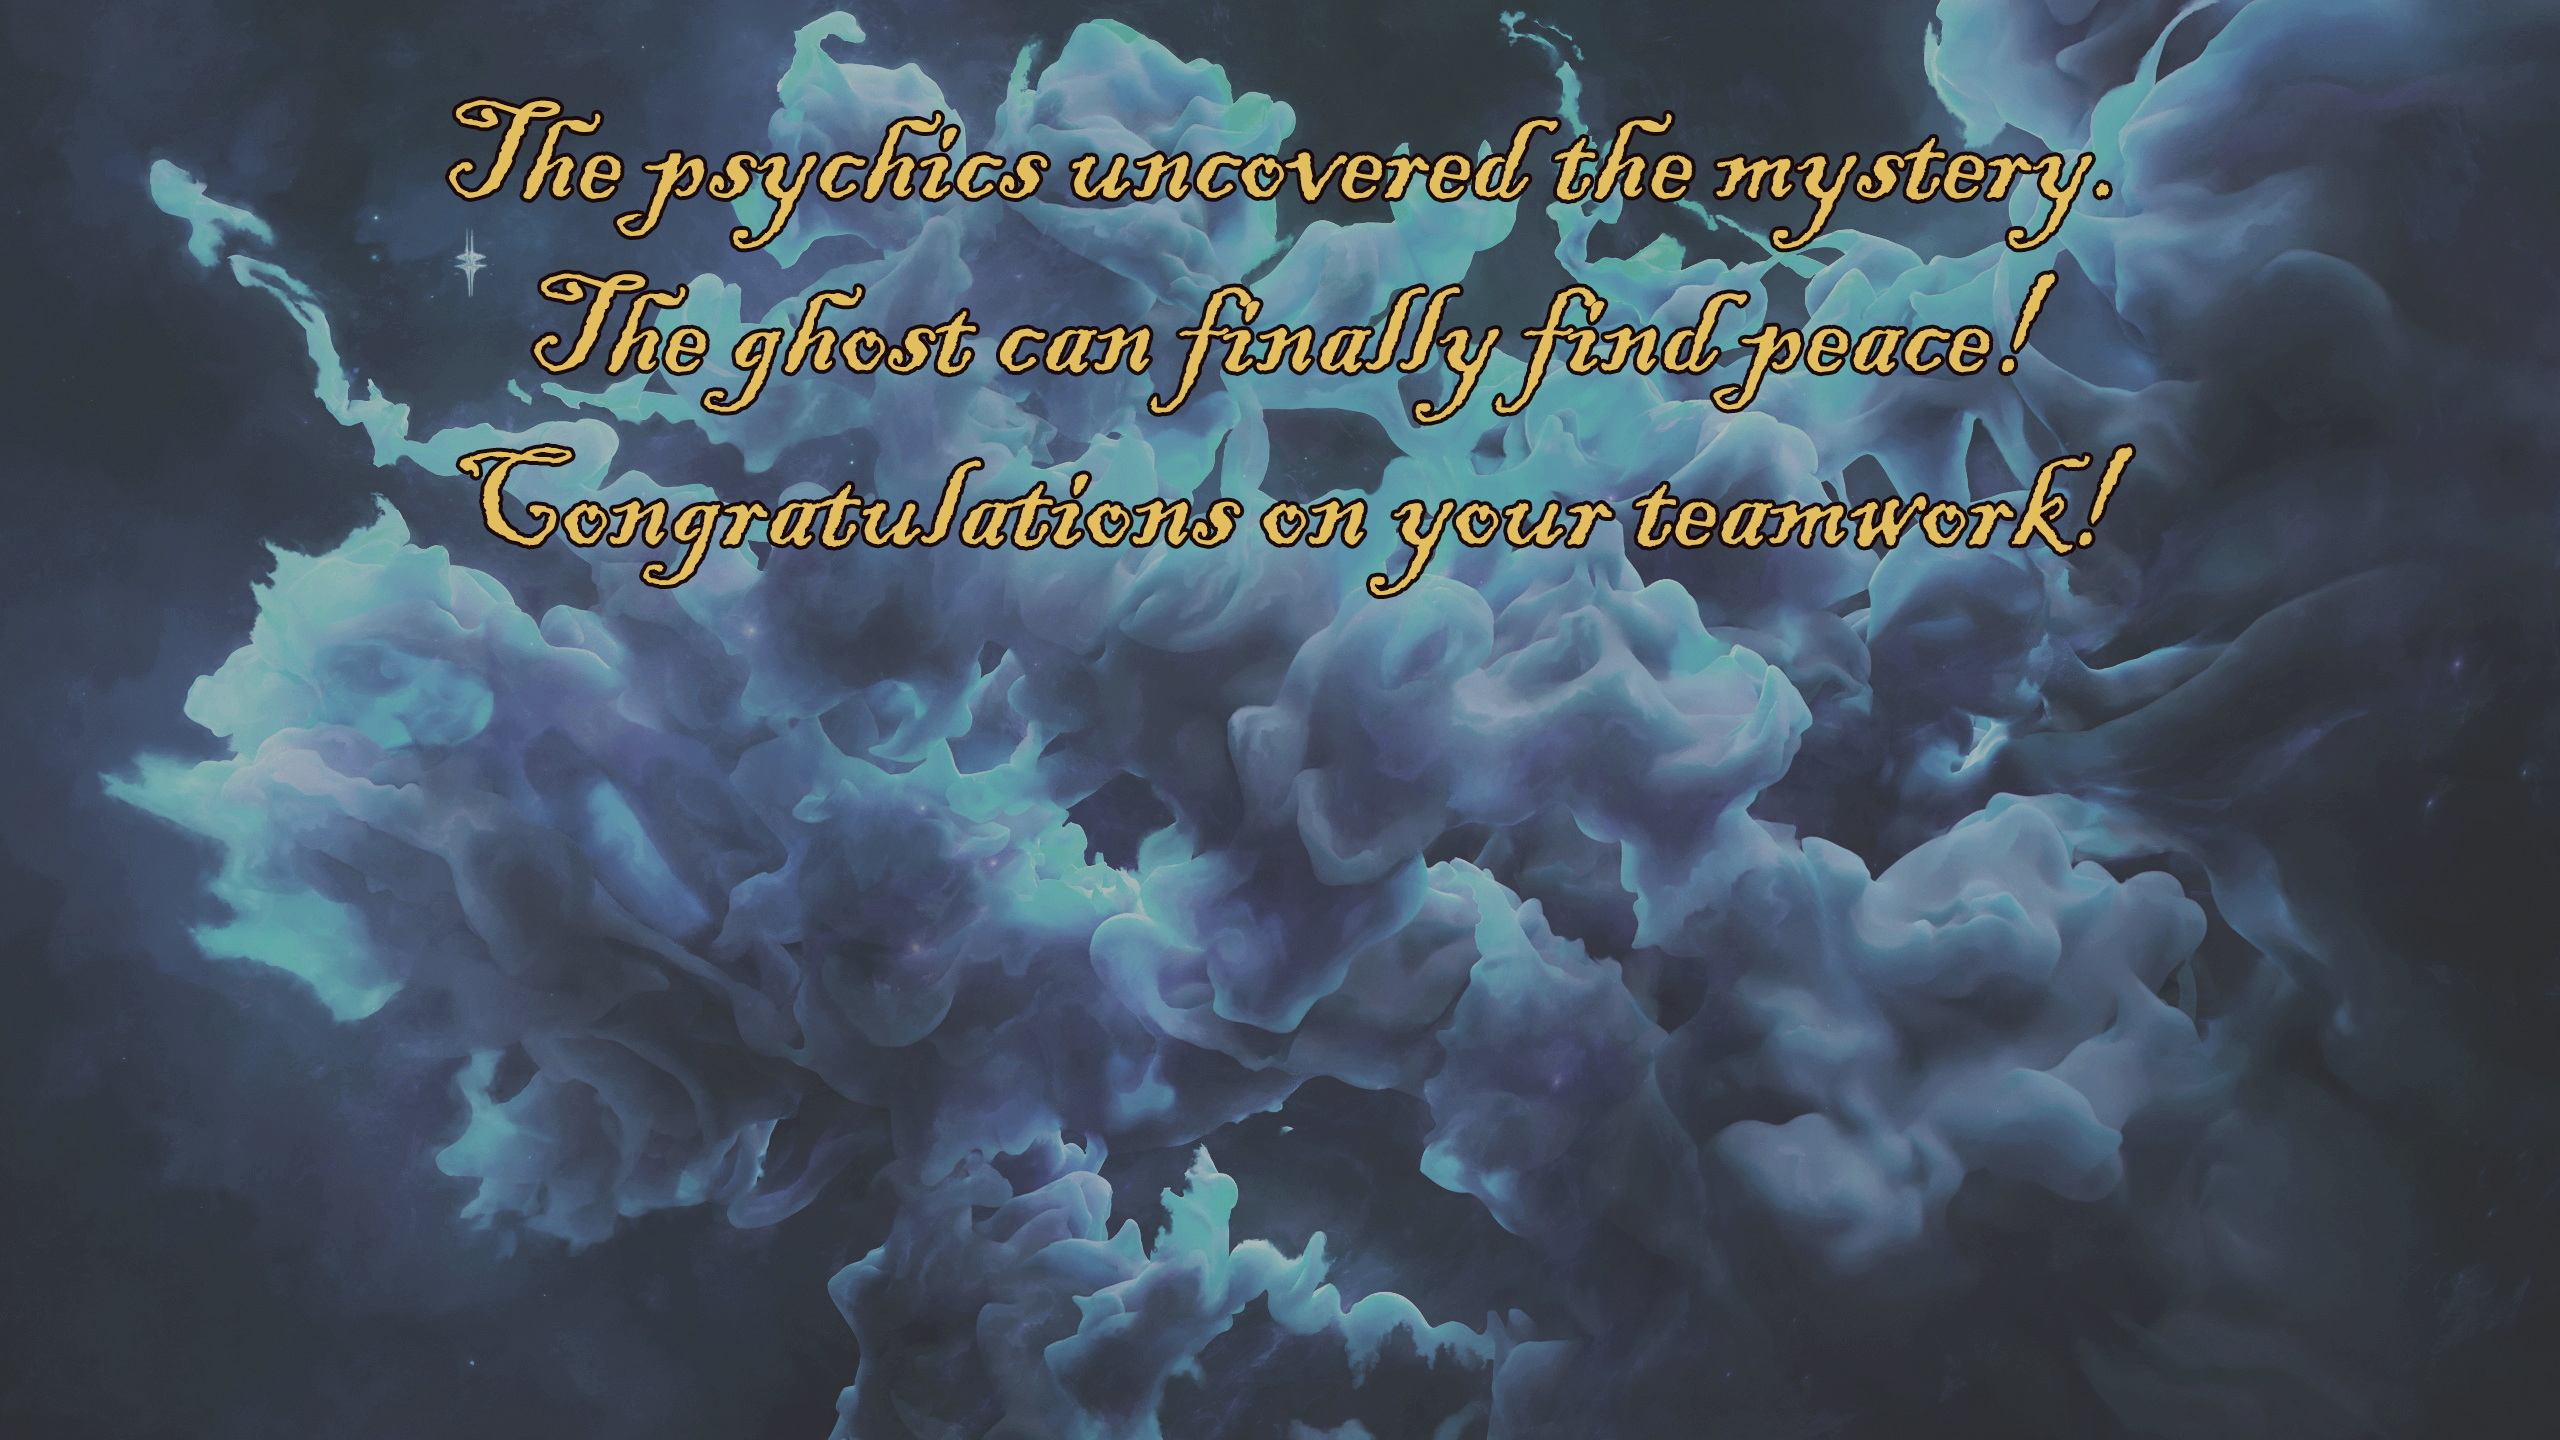 The psychics uncovered the mystery.
The ghost can finally find peace!
Congratulations on your teamwork!